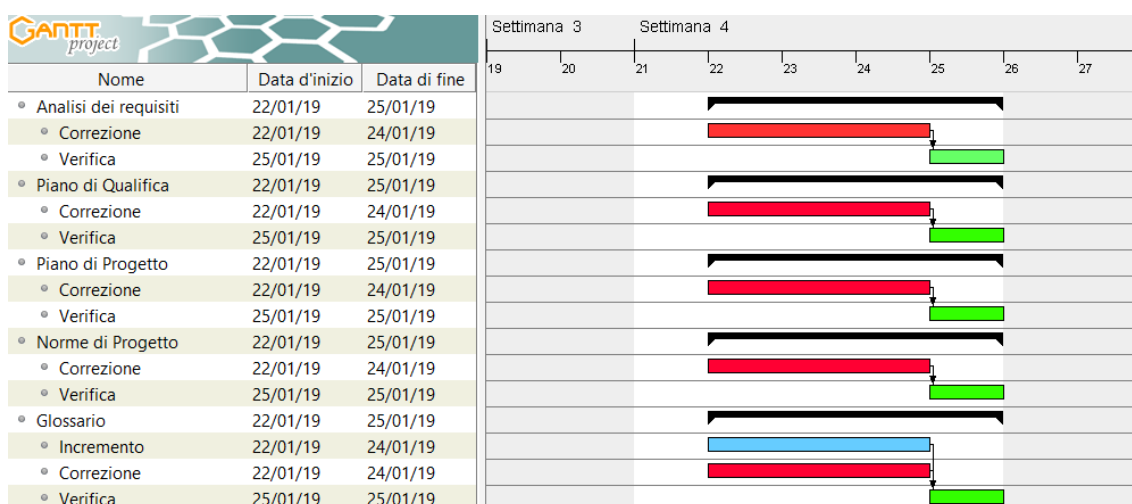 GANTT
project
Settimana 3 Settimana 4
19 20 21 22 23 24 25 26 27
Nome Data d'inizio Data di fine
Analisi dei requisiti 22/01/19 25/01/19
Correzione 22/01/19 24/01/19
Verifica 25/01/19 25/01/19
Piano di Qualifica 22/01/19 25/01/19
Correzione 22/01/19 24/01/19
Verifica 25/01/19 25/01/19
Piano di Progetto 22/01/19 25/01/19
Correzione 22/01/19 24/01/19
Verifica 25/01/19 25/01/19
Norme di Progetto 22/01/19 25/01/19
Correzione 22/01/19 24/01/19
Verifica 25/01/19 25/01/19
Glossario 22/01/19 25/01/19
Incremento 22/01/19 24/01/19
Correzione 22/01/19 24/01/19
Verifica 25/01/19 25/01/19